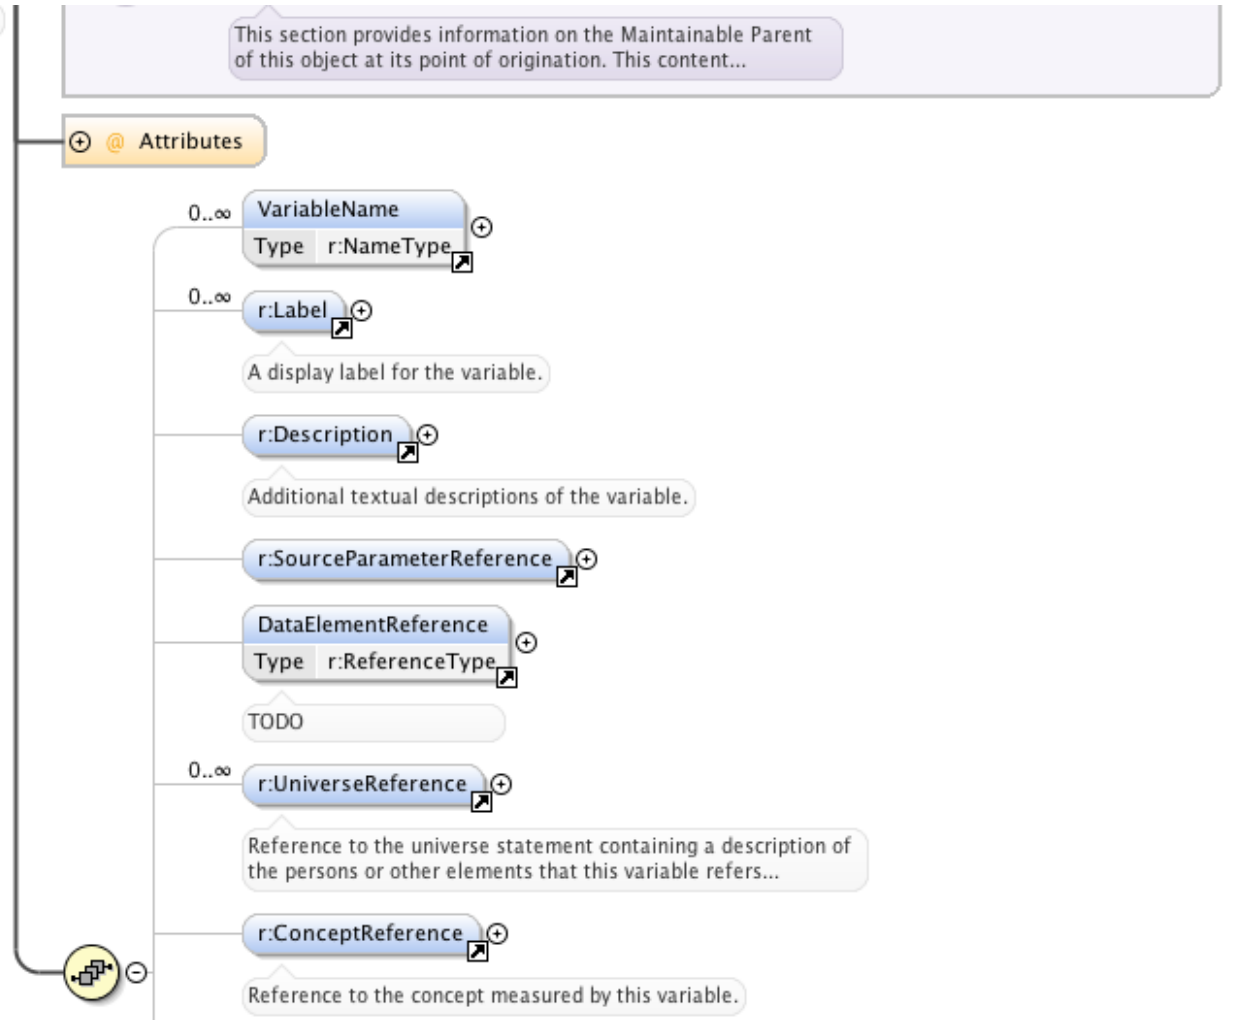 This section provides information on the Maintainable Parent
of this object at its point of origination. This content...
@ Attributes
0..∞
VariableName
Type r:NameType
0..∞
r:Label
A display label for the variable.
r:Description
Additional textual descriptions of the variable.
r:SourceParameterReference
DataElementReference
Type r:ReferenceType
TODO
0..∞
r:UniverseReference
Reference to the universe statement containing a description of
the persons or other elements that this variable refers...
r:ConceptReference
Reference to the concept measured by this variable.